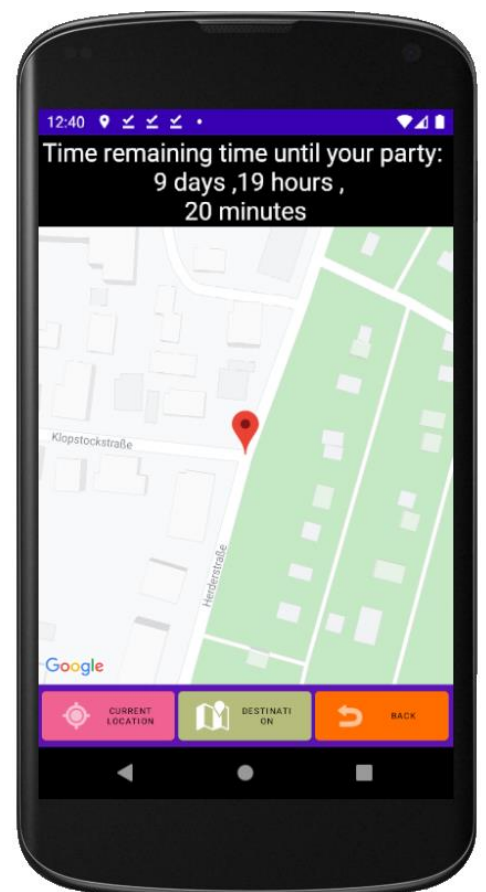 12:40
Time remaining time until your party:
9 days ,19 hours ,
20 minutes
Klopstockstraße
Herderstraße
Google
CURRENT
LOCATION
DESTINATI
ON
BACK